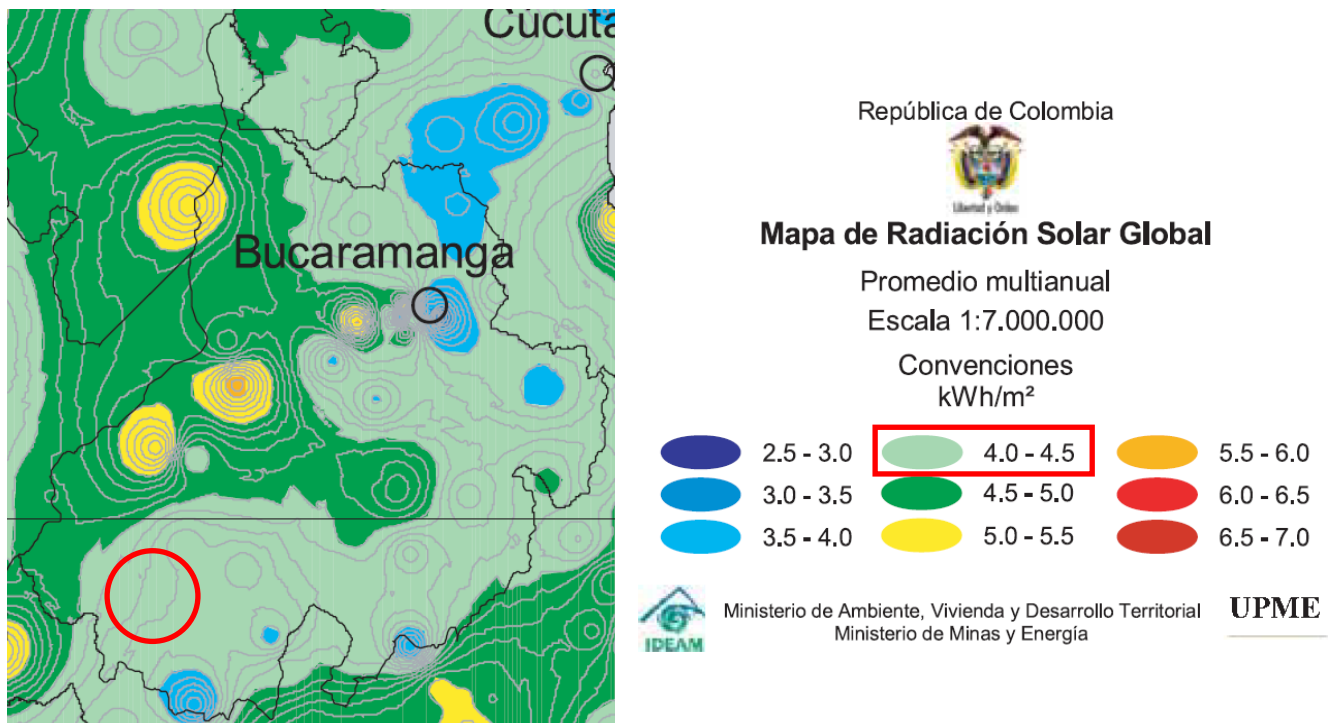 Cúcuta
Bucaramanga
República de Colombia
Libertad y Orden
Mapa de Radiación Solar Global
Promedio multianual
Escala 1:7.000.000
Convenciones
kWh/m²
2.5 - 3.0 4.0 - 4.5 5.5 - 6.0
3.0 - 3.5 4.5 - 5.0 6.0 - 6.5
3.5 - 4.0 5.0 - 5.5 6.5 - 7.0
IDEAM
Ministerio de Ambiente, Vivienda y Desarrollo Territorial
Ministerio de Minas y Energía
UPME